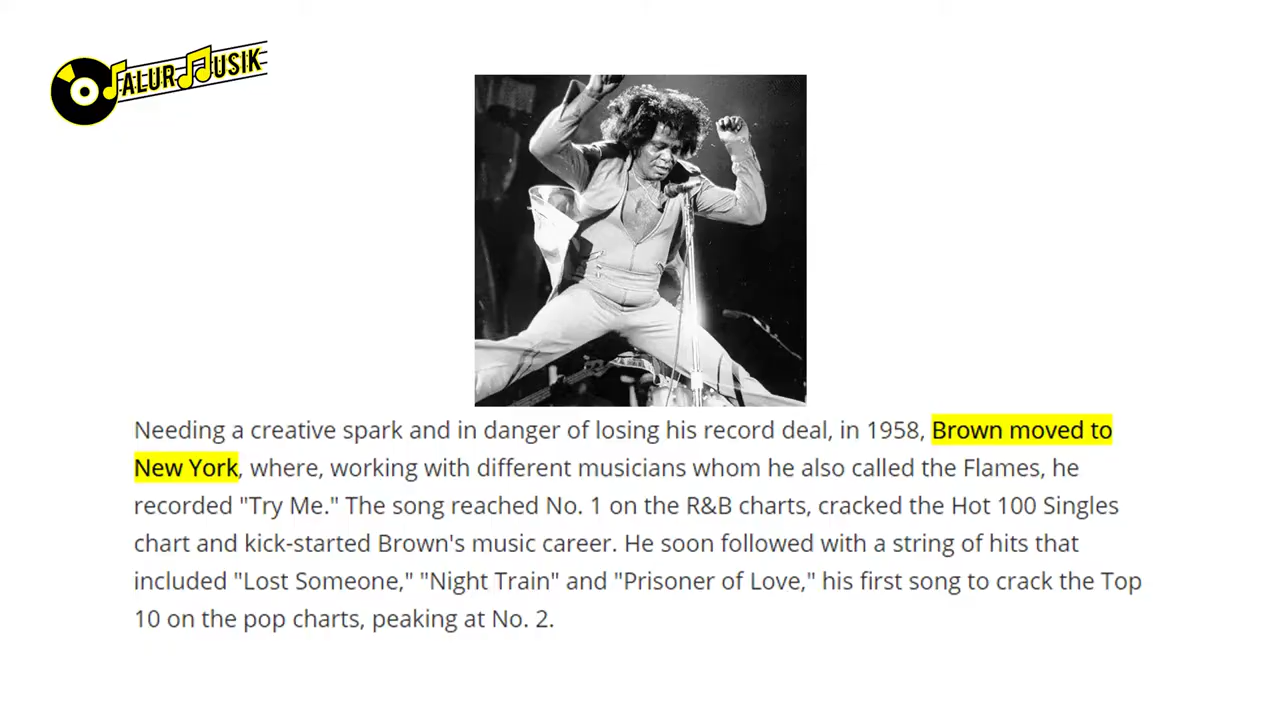 JALUR MUSIK
Needing a creative spark and in danger of losing his record deal, in 1958, Brown moved to
New York, where, working with different musicians whom he also called the Flames, he
recorded "Try Me." The song reached No. 1 on the R&B charts, cracked the Hot 100 Singles
chart and kick-started Brown's music career. He soon followed with a string of hits that
included "Lost Someone," "Night Train" and "Prisoner of Love," his first song to crack the Top
10 on the pop charts, peaking at No. 2.